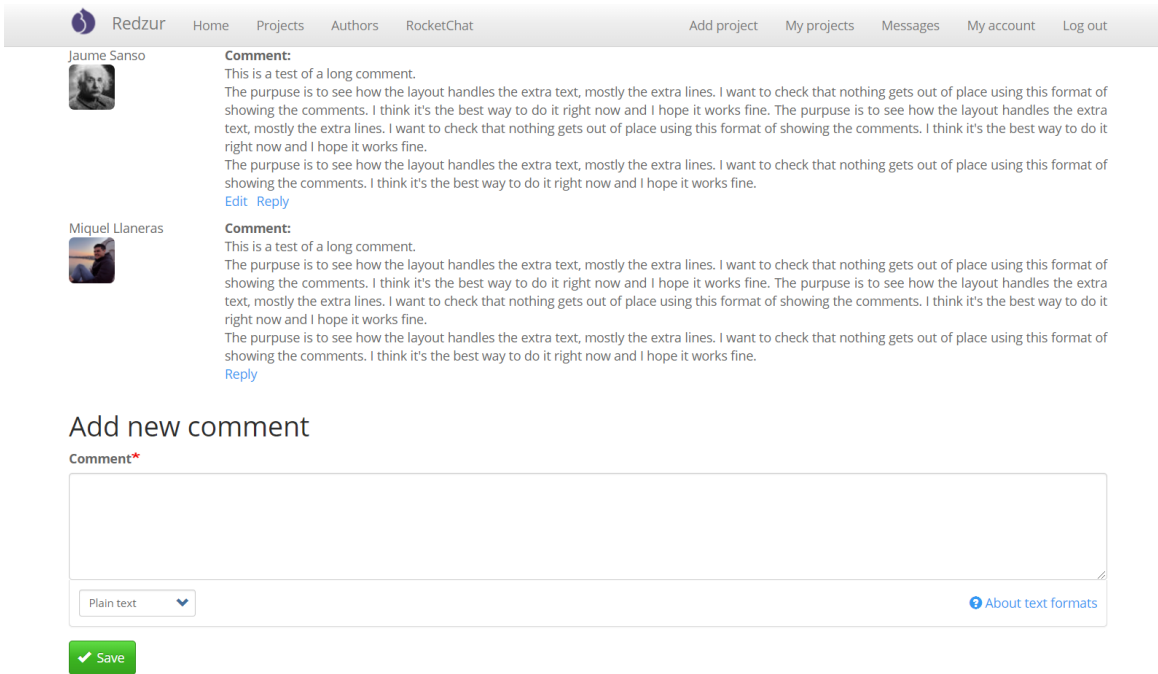 Redzur Home Projects Authors RocketChat Add project My projects Messages My account Log out
Jaume Sanso
Comment:
This is a test of a long comment.
The purpuse is to see how the layout handles the extra text, mostly the extra lines. I want to check that nothing gets out of place using this format of
showing the comments. I think it's the best way to do it right now and I hope it works fine. The purpuse is to see how the layout handles the extra
text, mostly the extra lines. I want to check that nothing gets out of place using this format of showing the comments. I think it's the best way to do it
right now and I hope it works fine.
The purpuse is to see how the layout handles the extra text, mostly the extra lines. I want to check that nothing gets out of place using this format of
showing the comments. I think it's the best way to do it right now and I hope it works fine.
Edit Reply
Miquel Llaneras
Comment:
This is a test of a long comment.
The purpuse is to see how the layout handles the extra text, mostly the extra lines. I want to check that nothing gets out of place using this format of
showing the comments. I think it's the best way to do it right now and I hope it works fine. The purpuse is to see how the layout handles the extra
text, mostly the extra lines. I want to check that nothing gets out of place using this format of showing the comments. I think it's the best way to do it
right now and I hope it works fine.
The purpuse is to see how the layout handles the extra text, mostly the extra lines. I want to check that nothing gets out of place using this format of
showing the comments. I think it's the best way to do it right now and I hope it works fine.
Reply
Add new comment
Comment*
Plain text
About text formats
Save